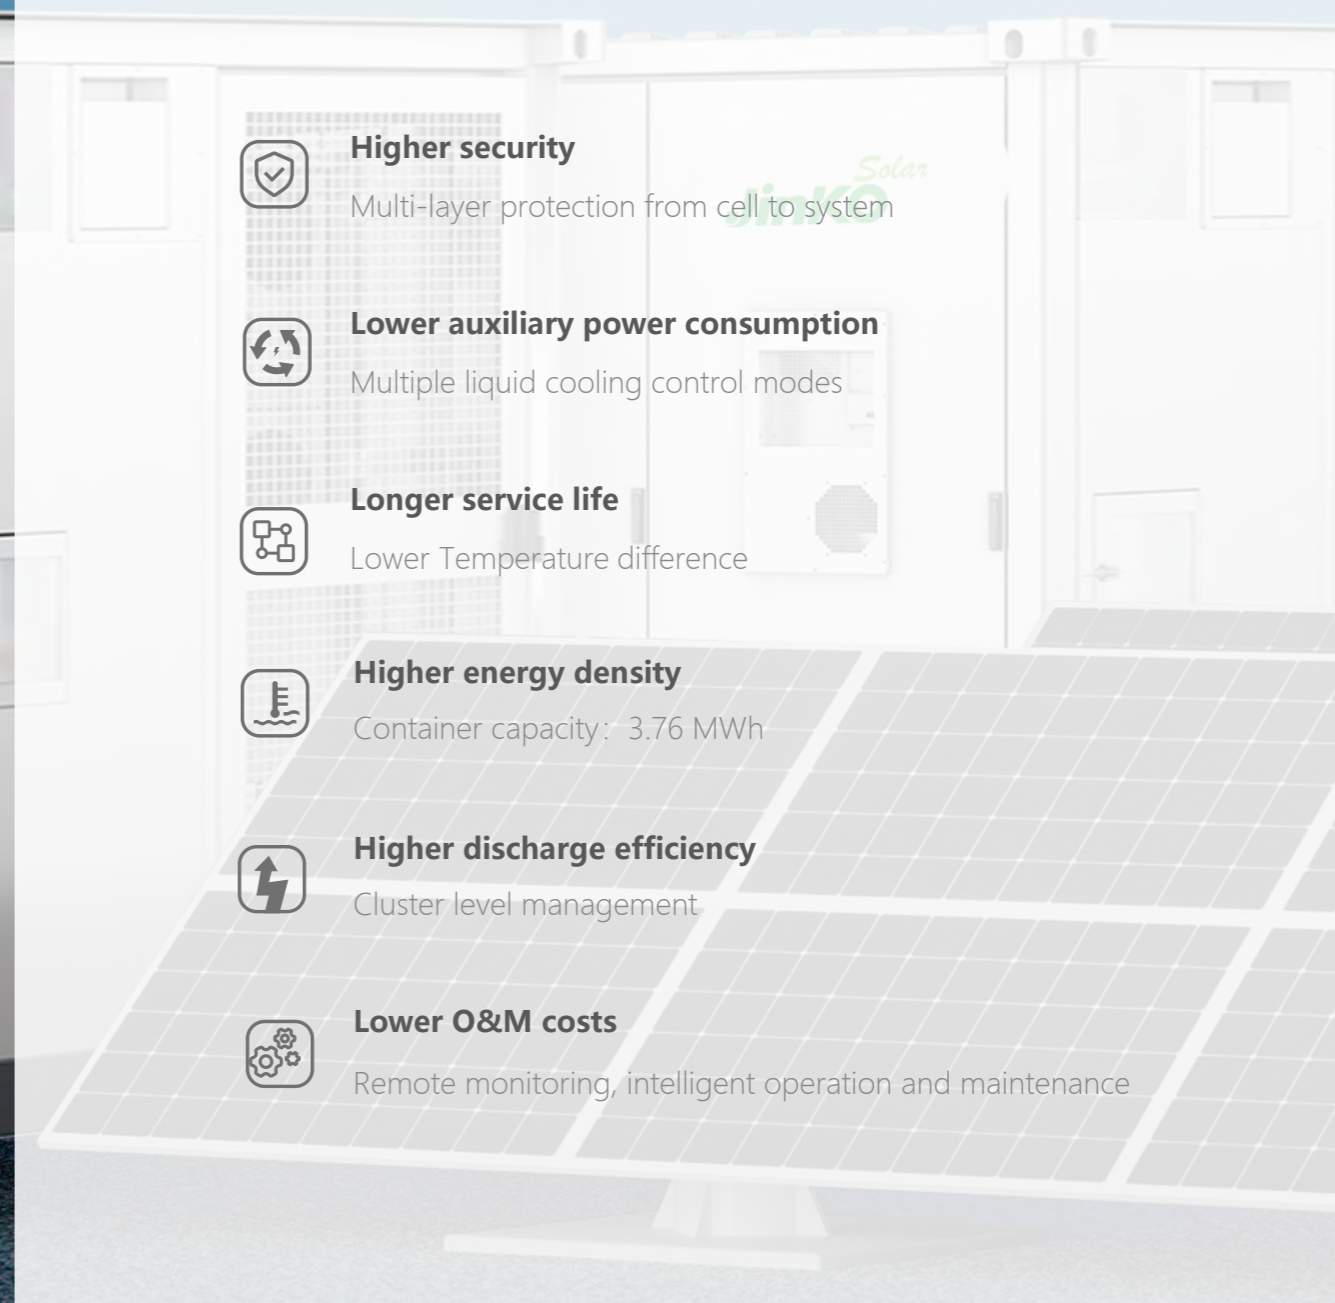 Higher security
Solar
JinKO
Multi-layer protection from cell to system
Lower auxiliary power consumption
Multiple liquid cooling control modes
Longer service life
Lower Temperature difference
Higher energy density
Container capacity： 3.76 MWh
Higher discharge efficiency
Cluster level management
Lower O&M costs
Remote monitoring, intelligent operation and maintenance